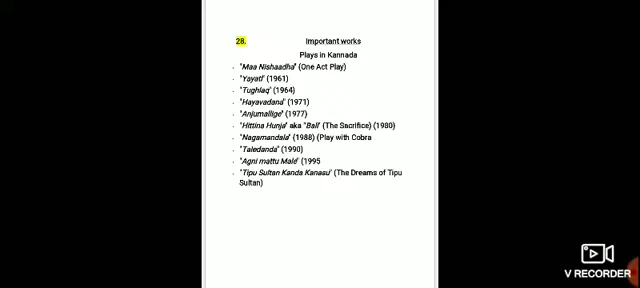 28. Important works
Plays in Kannada
"Maa Nishaadha" (One Act Play)
"Yayati" (1961)
"Tughlaq" (1964)
"Hayavadana" (1971)
"Anjumallige" (1977)
"Hittina Hunja" aka "Bali" (The Sacrifice) (1980)
"Nagamandala" (1988) (Play with Cobra
"Taledanda" (1990)
"Agni mattu Male" (1995
"Tipu Sultan Kanda Kanasu" (The Dreams of Tipu
Sultan)
V RECORDER